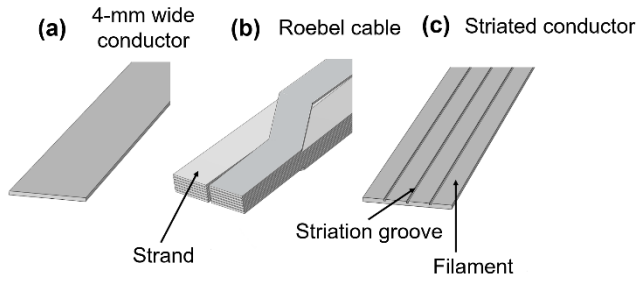 (a) 4-mm wide
conductor
(b) Roebel cable
(c) Striated conductor
Strand
Striation groove
Filament